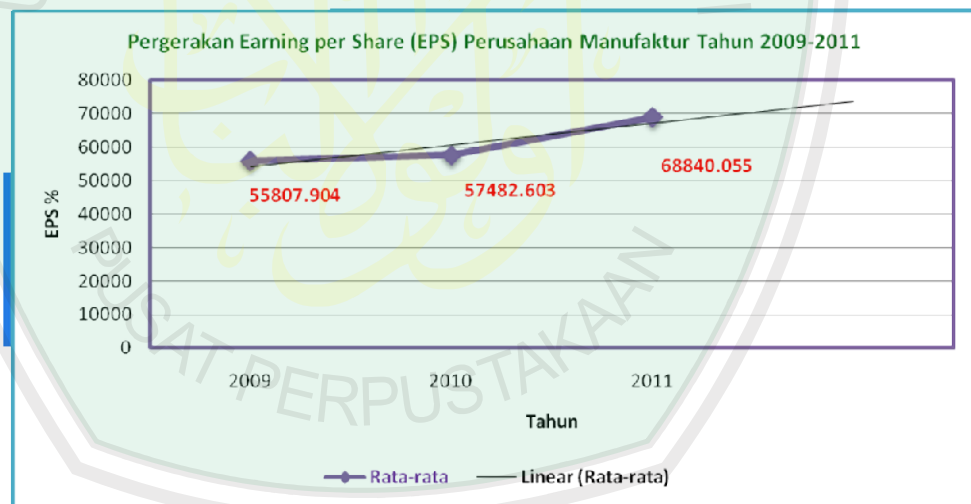 Pergerakan Earning per Share (EPS) Perusahaan Manufaktur Tahun 2009-2011
80000
70000
60000
50000
40000
30000
20000
10000
0
EPS %
55807.904
57482.603
68840.055
2009 2010 2011
Tahun
Rata-rata Linear (Rata-rata)
PUSAT PERPUSTAKAAN